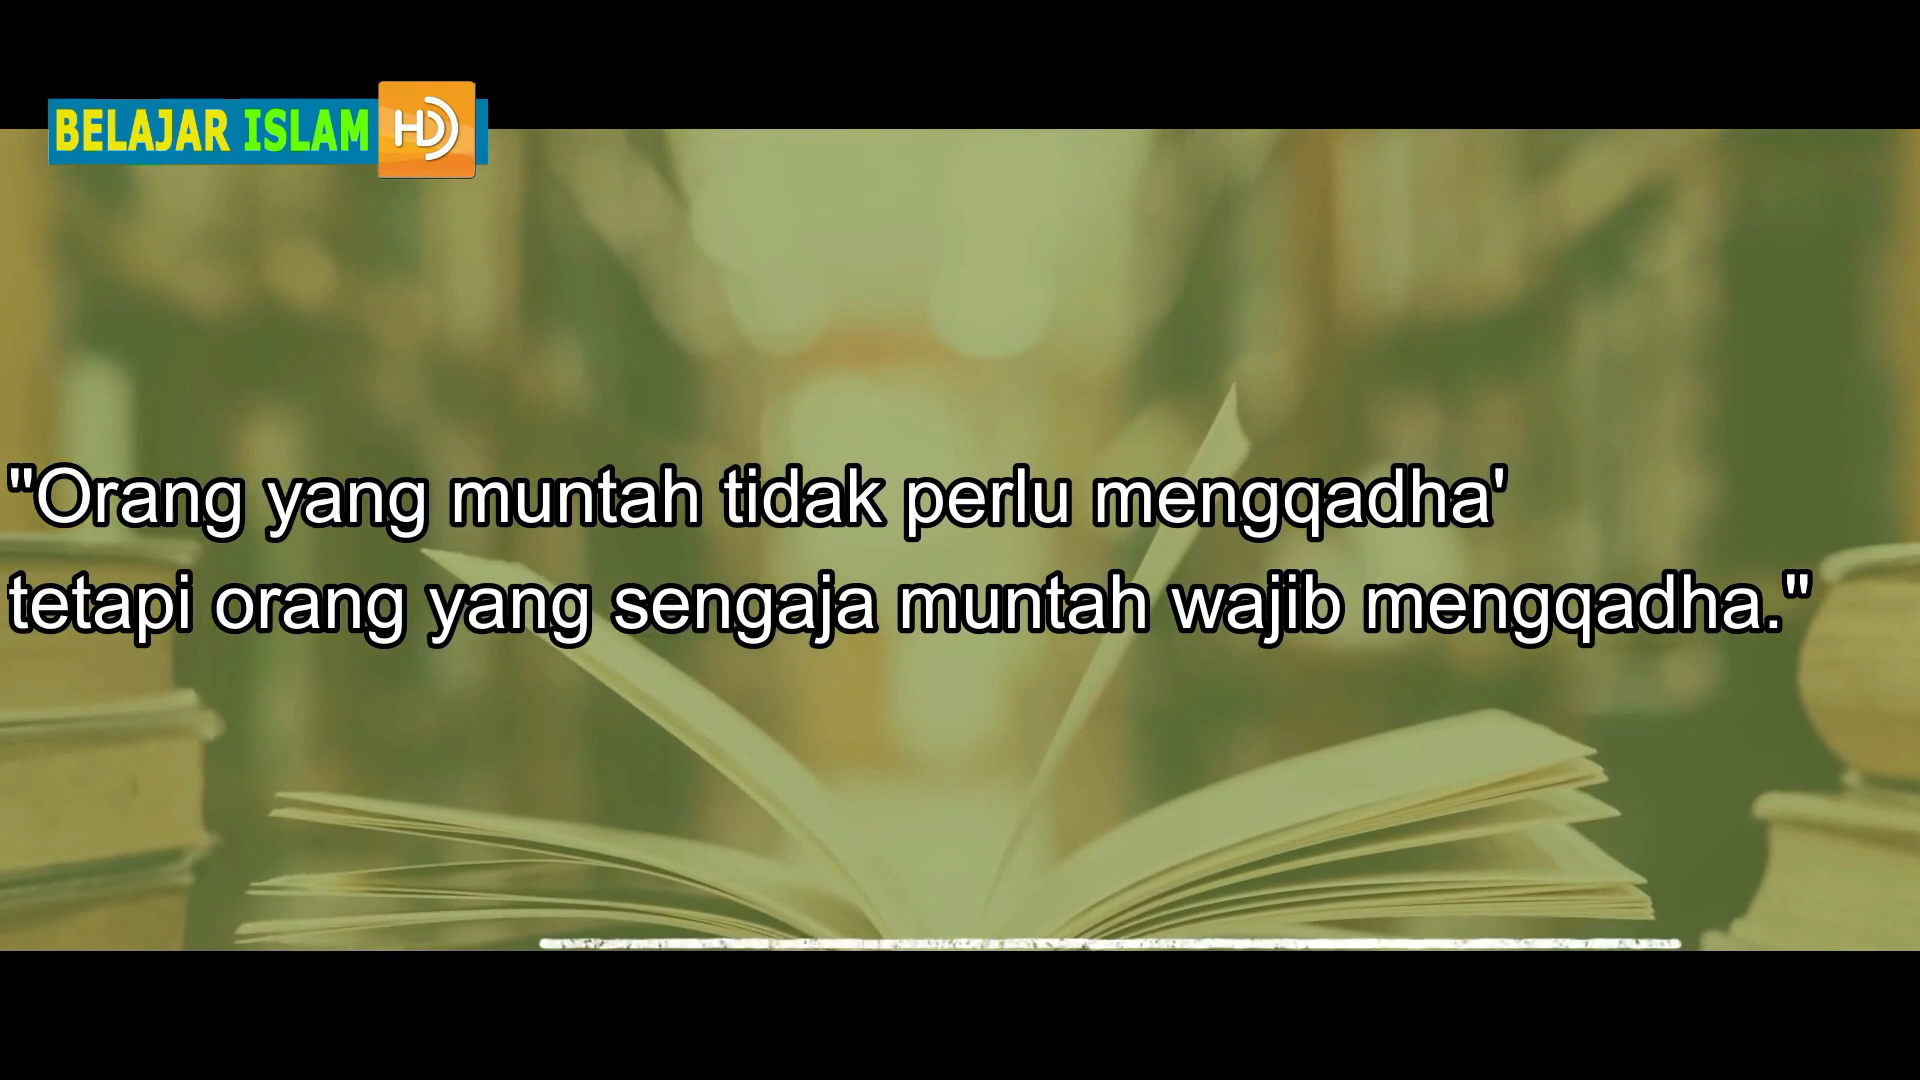 BELAJAR ISLAM HD
"Orang yang muntah tidak perlu mengqadha'
tetapi orang yang sengaja muntah wajib mengqadha."